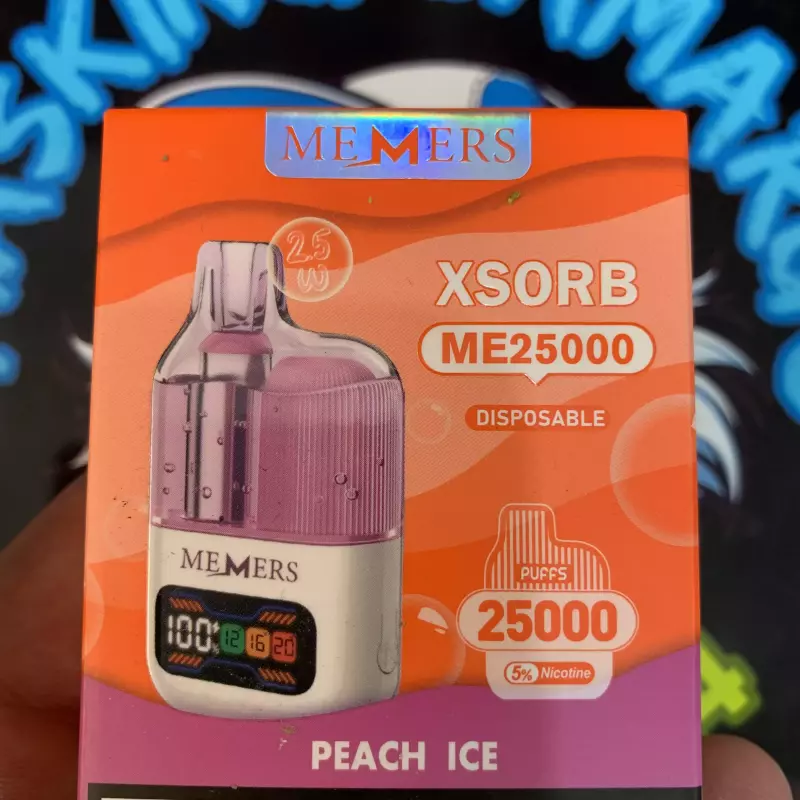 MEMERS
2.5
W
XSORB
ME25000
DISPOSABLE
MEMERS
100%
12
16
20
PUFFS
25000
5% Nicotine
PEACH ICE